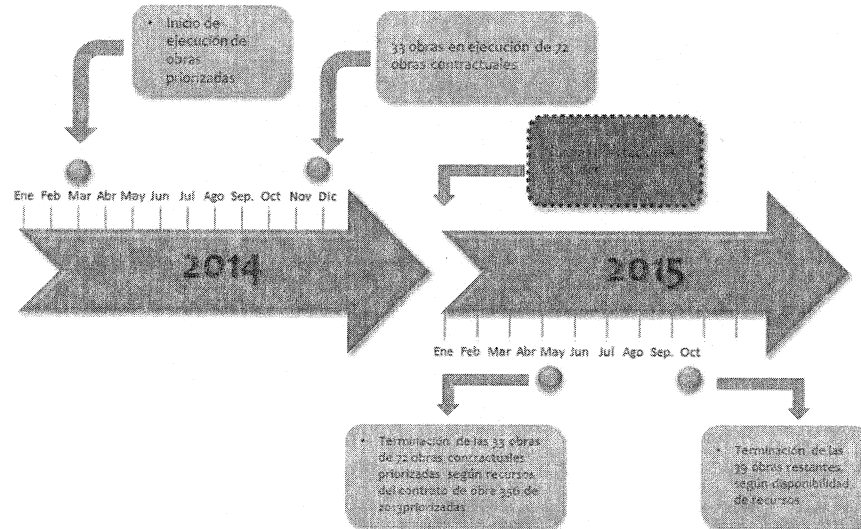 • Inicio de
ejecución de
obras
priorizadas
33 obras en ejecución de 72
obras contractuales
Ene Feb Mar Abr May Jun Jul Ago Sep. Oct Nov Dic
2014
2015
Ene Feb Mar Abr May Jun Jul Ago Sep. Oct
• Terminación de las 33 obras
de 72 obras contractuales
priorizadas según recursos
del contrato de obra 356 de
2013priorizadas
• Terminación de las
39 obras restantes,
según disponibilidad
de recursos